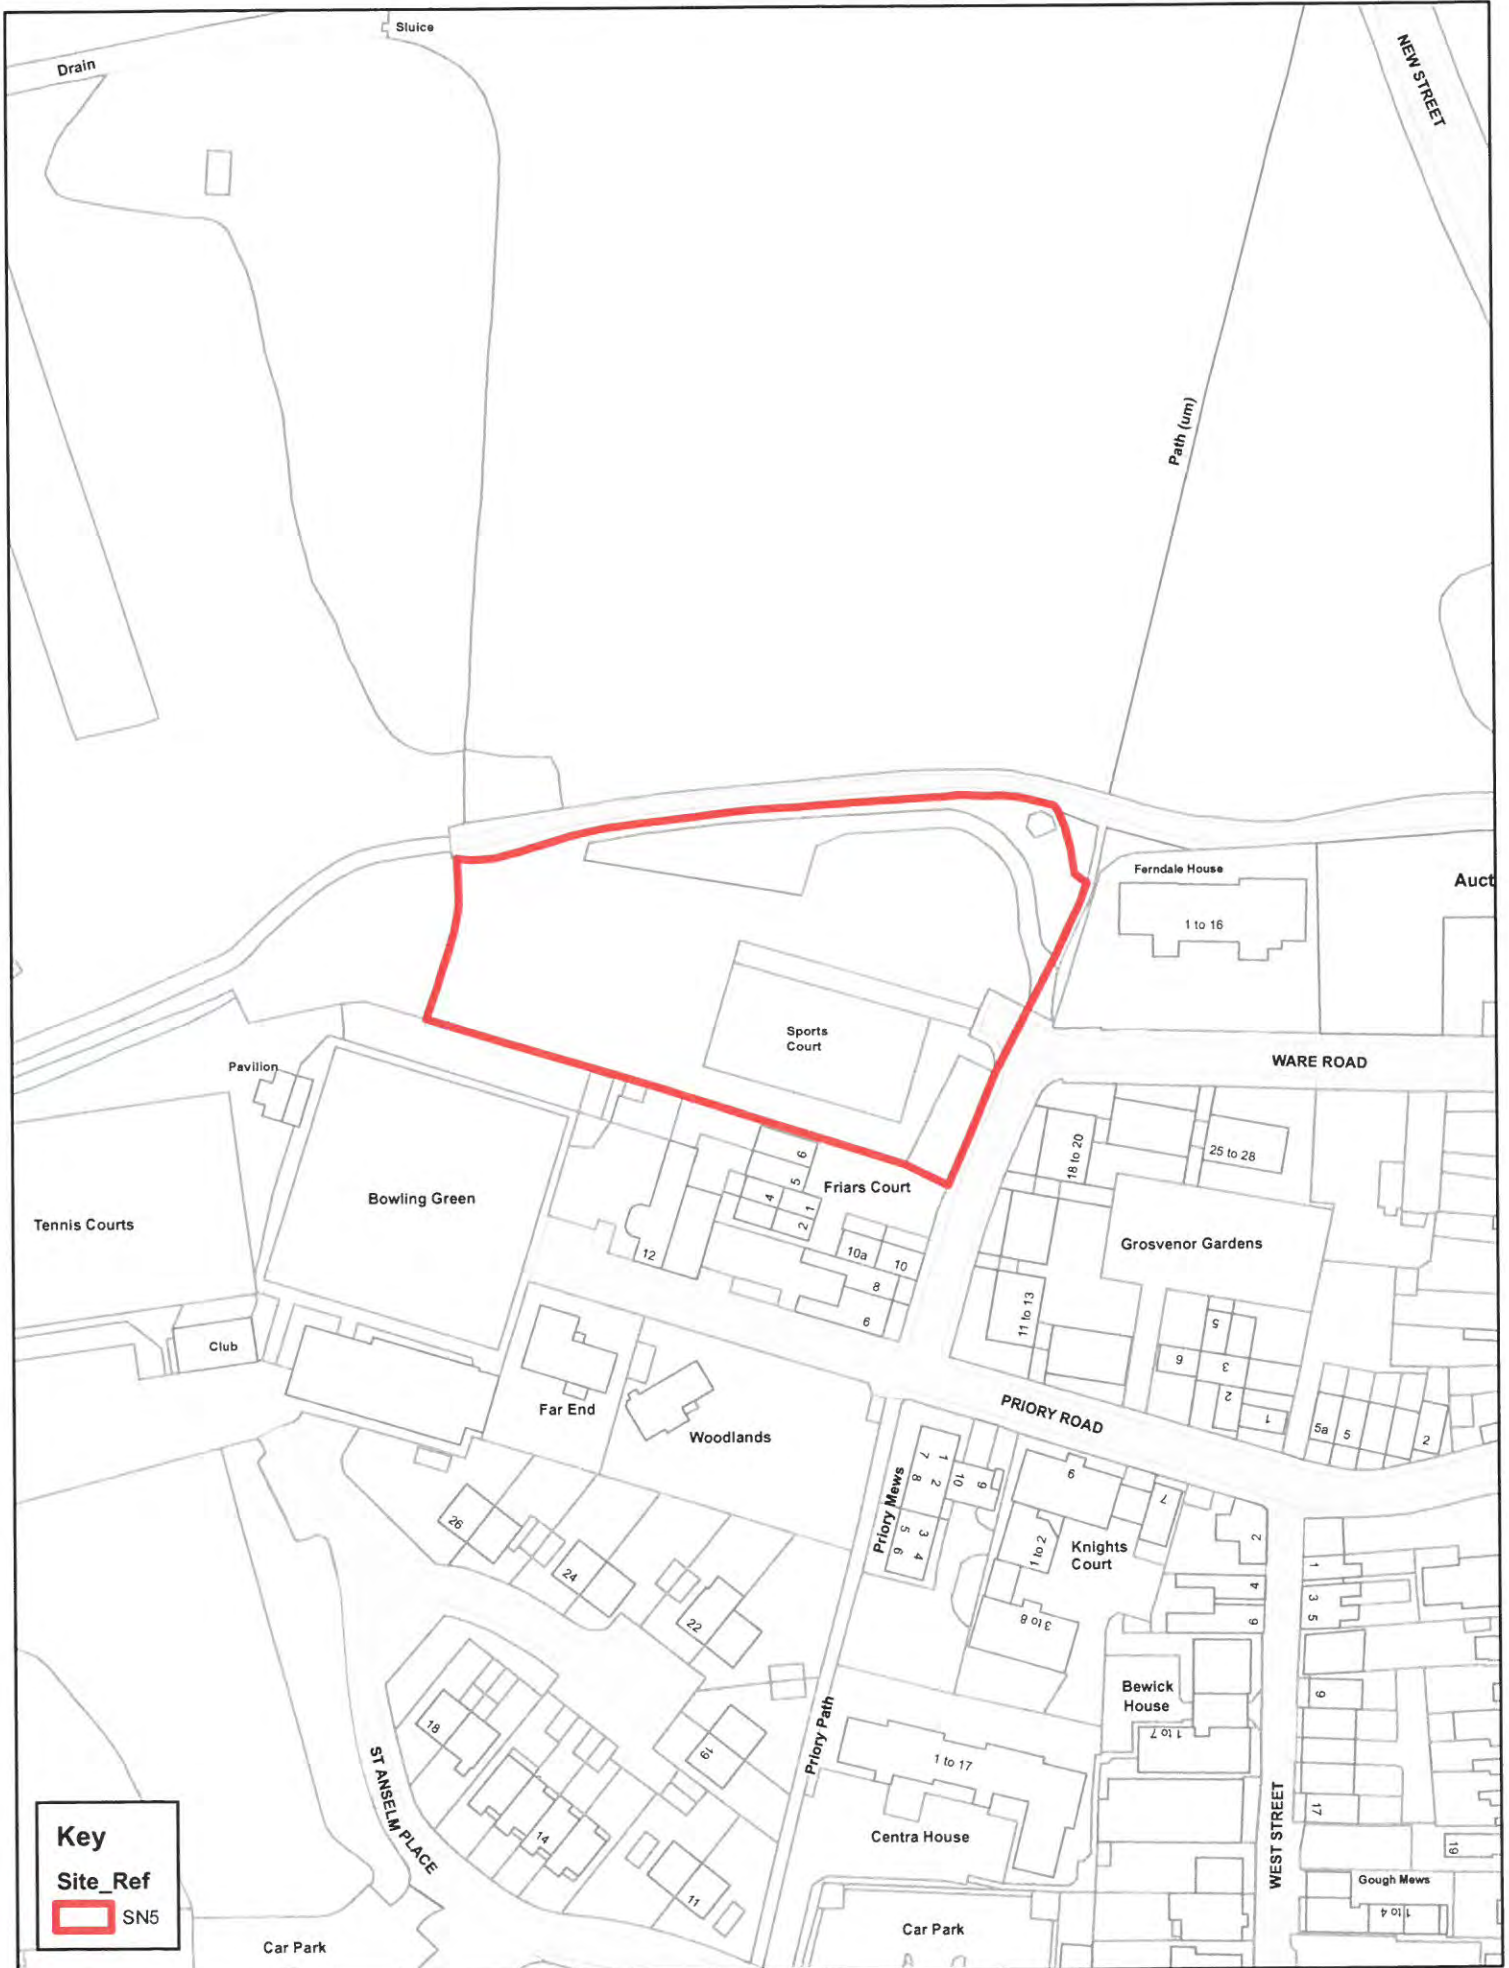 Sluice
Drain
NEW STREET
Path (um)
Ferndale House
Auct
1 to 16
Sports
Court
WARE ROAD
Pavilion
18 to 20
25 to 28
6
5
4
1
2
Friars Court
Bowling Green
Tennis Courts
12
10a
10
8
6
Grosvenor Gardens
11 to 13
5
6
3
2
1
Club
Far End
Woodlands
PRIORY ROAD
5a
5
2
1
7
2
8
10
9
3
5
4
6
Priory Mews
9
7
1 to 2
Knights
Court
3 to 8
2
4
6
1
3
5
26
24
22
Bewick
House
1 to 7
9
18
19
Priory Path
1 to 17
17
ST ANSELM PLACE
14
Centra House
WEST STREET
19
11
Gough Mews
1 to 4
Key
Site_Ref
SN5
Car Park
Car Park